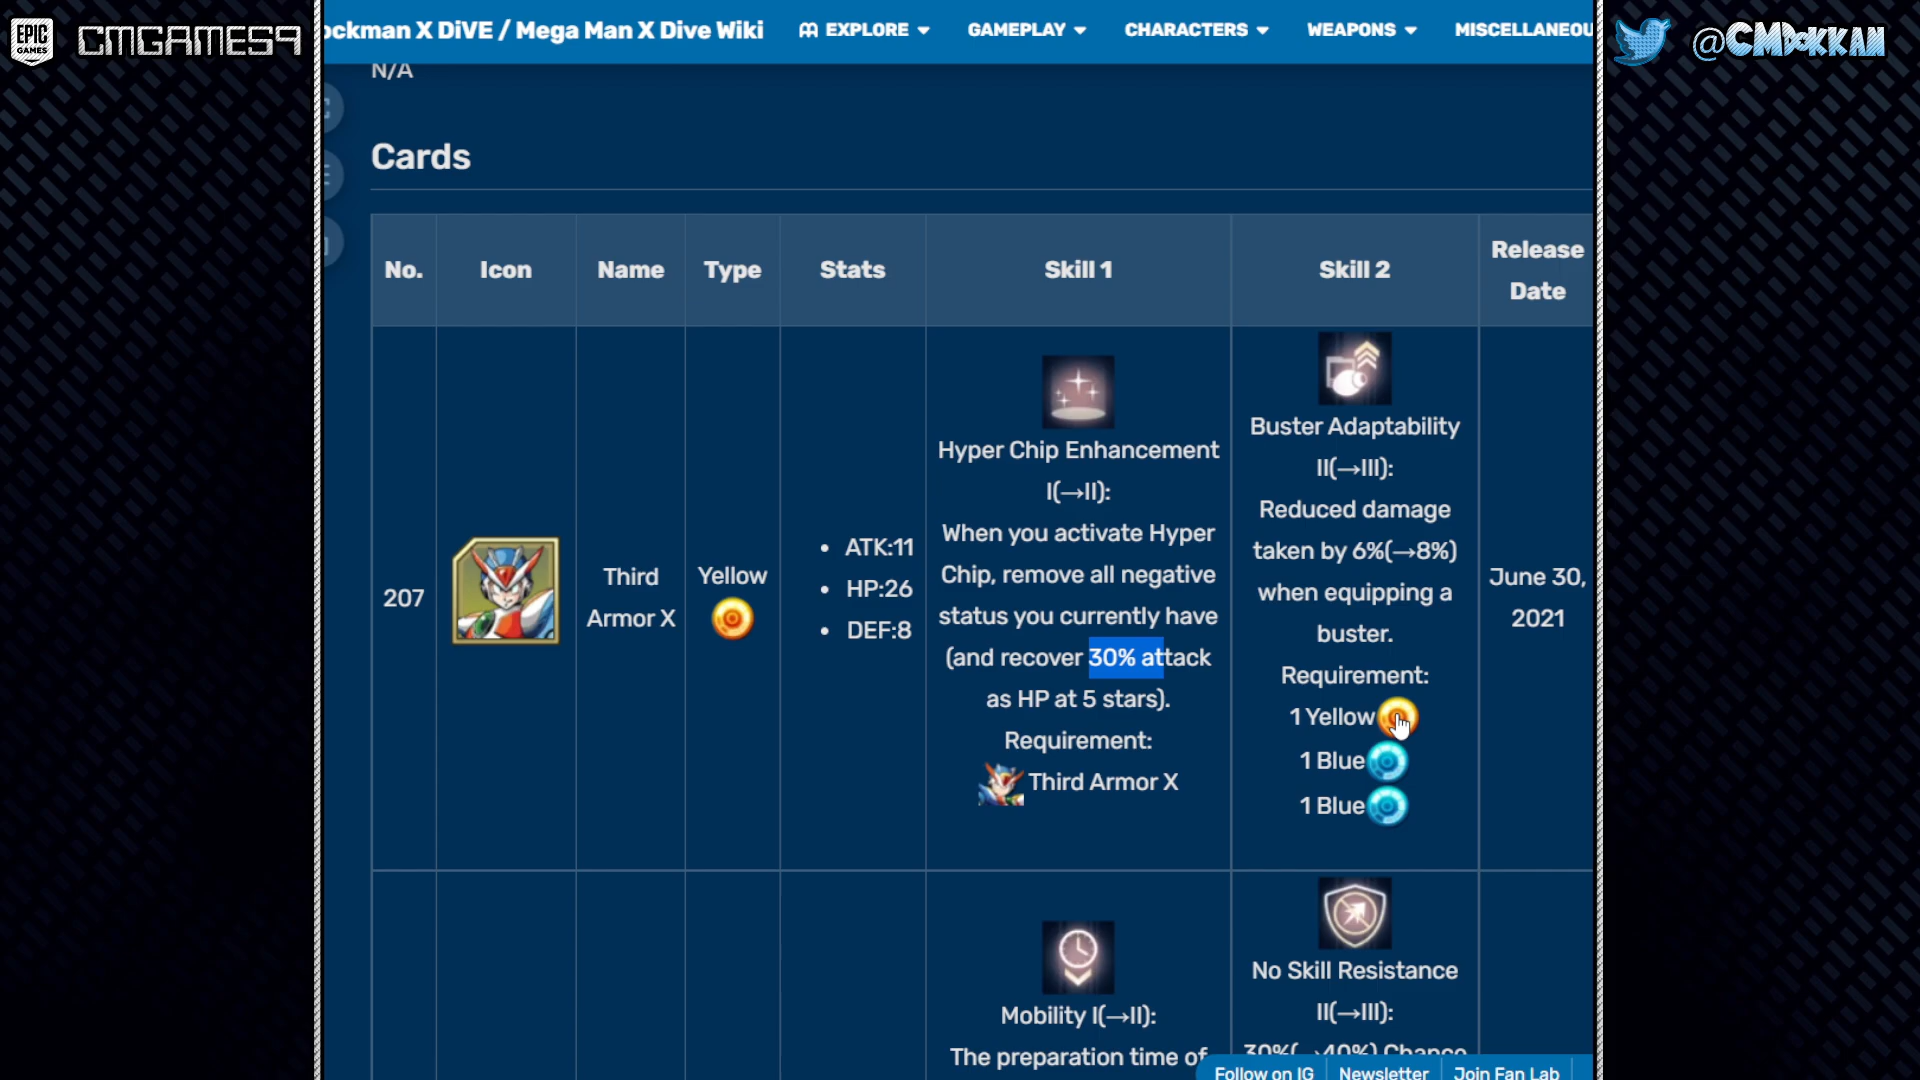 EPIC GAMES
CMGAMES9
ockman X DiVE / Mega Man X Dive Wiki
EXPLORE
GAMEPLAY
CHARACTERS
WEAPONS
MISCELLANEOU
@CMDOKKAN
N/A
Cards
No.
Icon
Name
Type
Stats
Skill 1
Skill 2
Release
Date
207
Third
Armor X
Yellow
• ATK:11
• HP:26
• DEF:8
Hyper Chip Enhancement
I(→II):
When you activate Hyper
Chip, remove all negative
status you currently have
(and recover 30% attack
as HP at 5 stars).
Requirement:
Third Armor X
Buster Adaptability
II(→III):
Reduced damage
taken by 6%(→8%)
when equipping a
buster.
Requirement:
1 Yellow
1 Blue
1 Blue
June 30,
2021
Mobility I(→II):
The preparation time of
No Skill Resistance
II(→III):
30%(→40%) Chance
Follow on IG
Newsletter
Join Fan Lab